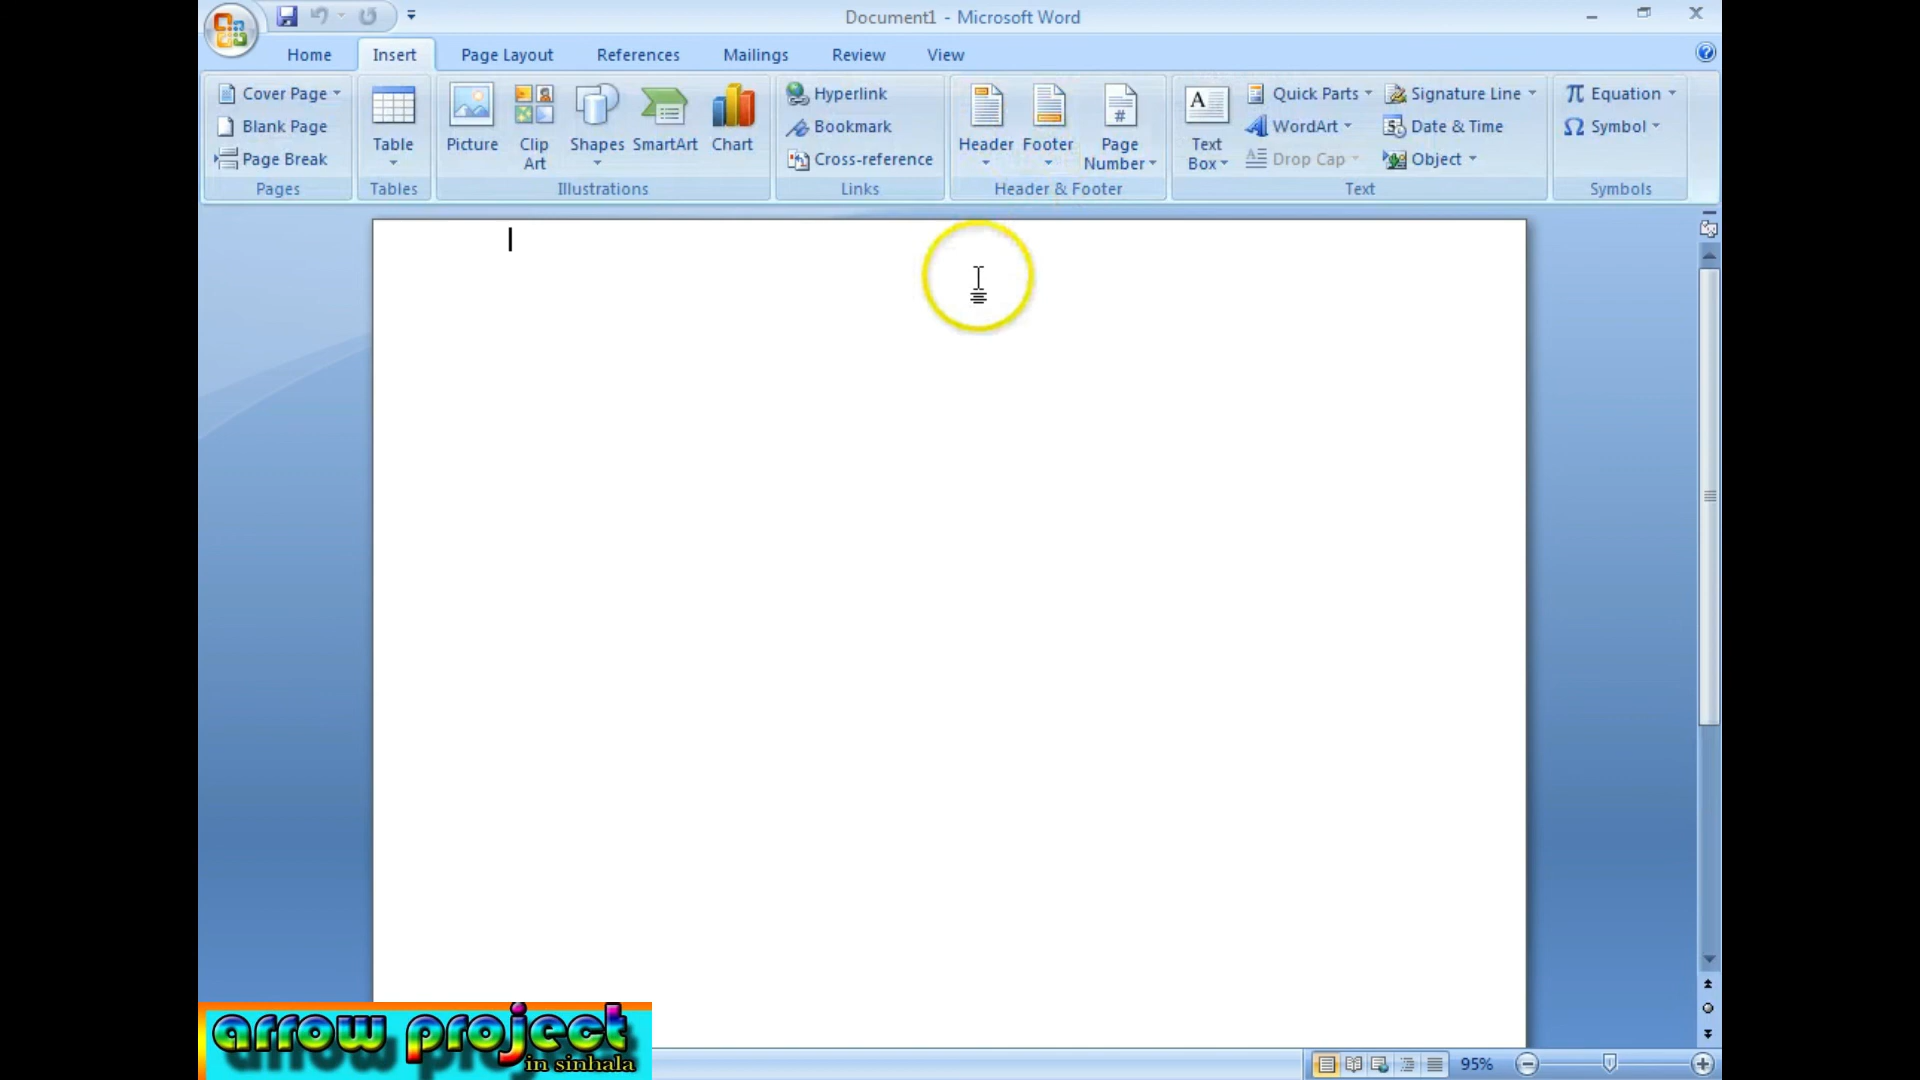 Document1 - Microsoft Word
Home Insert Page Layout References Mailings Review View
Cover Page
Blank Page
Page Break
Pages
Table
Tables
Picture
Clip
Art
Shapes
SmartArt
Chart
Illustrations
Hyperlink
Bookmark
Cross-reference
Links
Header
Footer
Page
Number
Header & Footer
A
Text
Box
Quick Parts
WordArt
Drop Cap
Signature Line
Date & Time
Object
Text
π Equation
Ω Symbol
Symbols
arrow project
in sinhala
95%